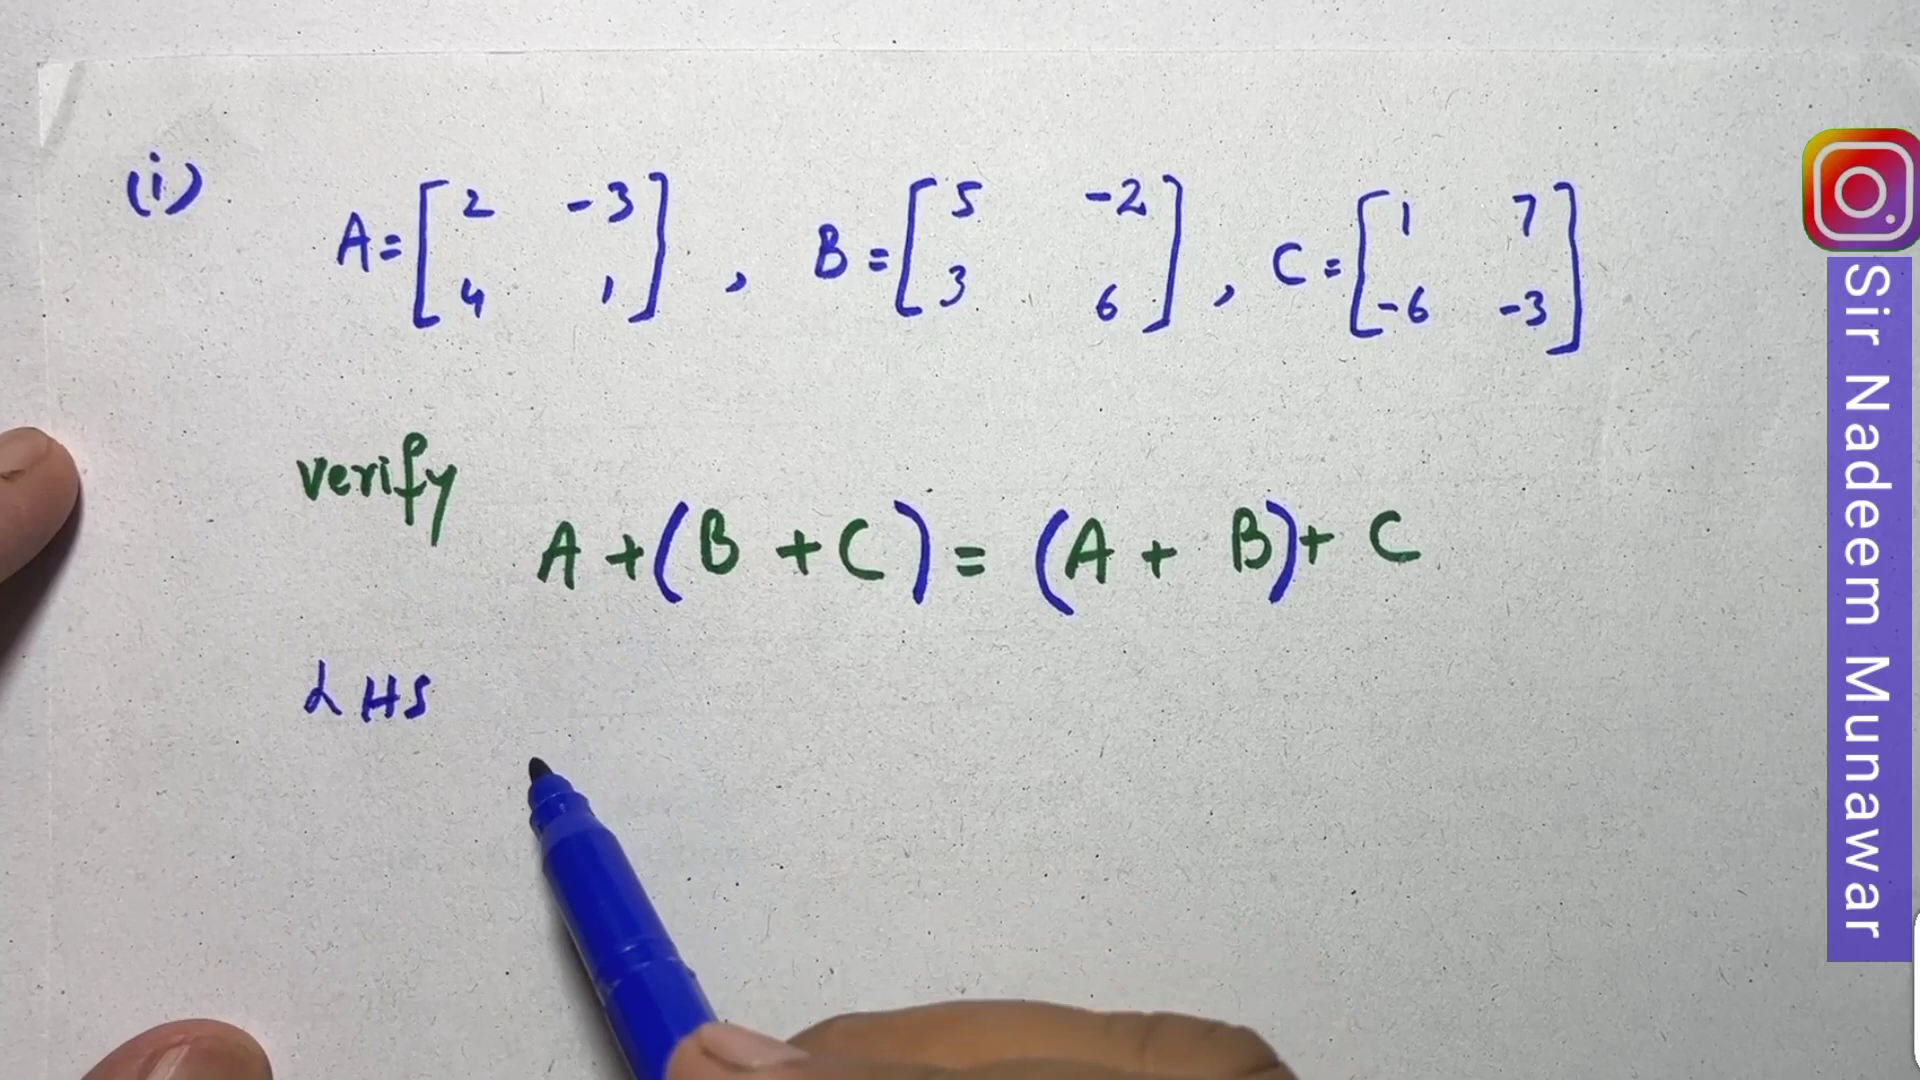 (i) A = [ 2 -3 ; 4 1 ] , B = [ 5 -2 ; 3 6 ] , C = [ 1 7 ; -6 -3 ]
verify
A + ( B + C ) = ( A + B ) + C
LHS
Sir Nadeem Munawar